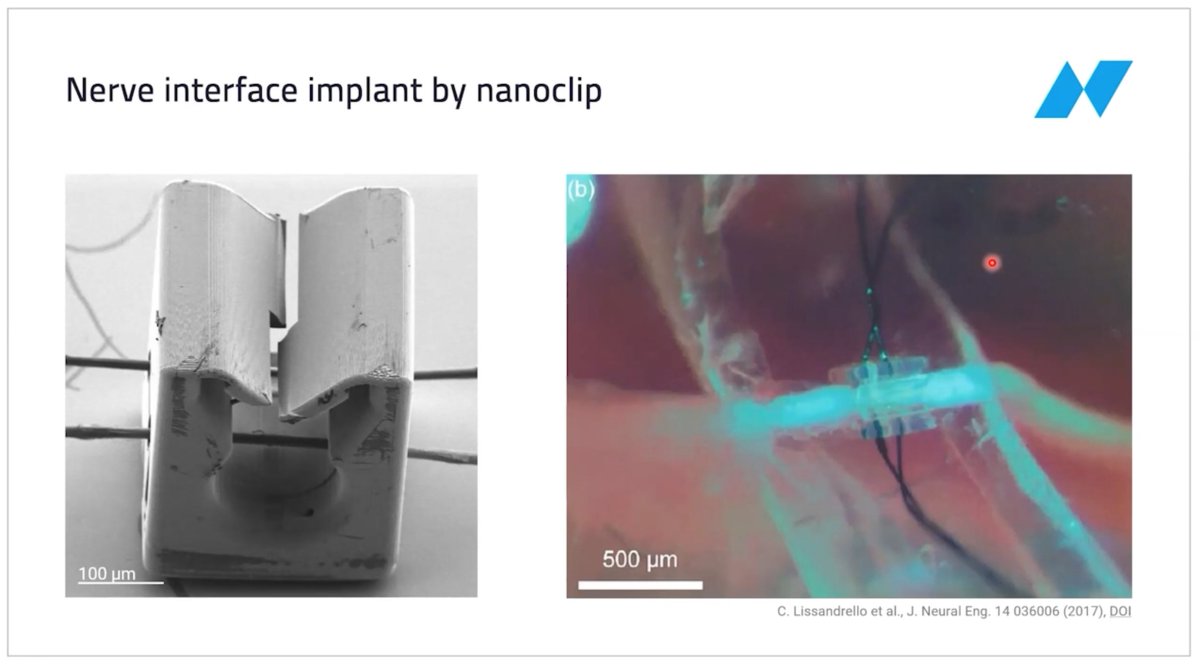 Nerve interface implant by nanoclip
100 µm
(b)
500 µm
C. Lissandrello et al., J. Neural Eng. 14 036006 (2017), DOI